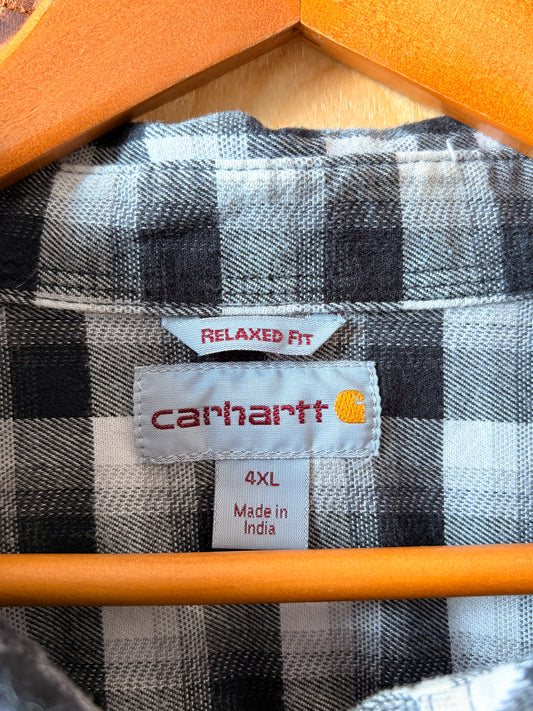 RELAXED FIT
carhartt
4XL
Made in
India